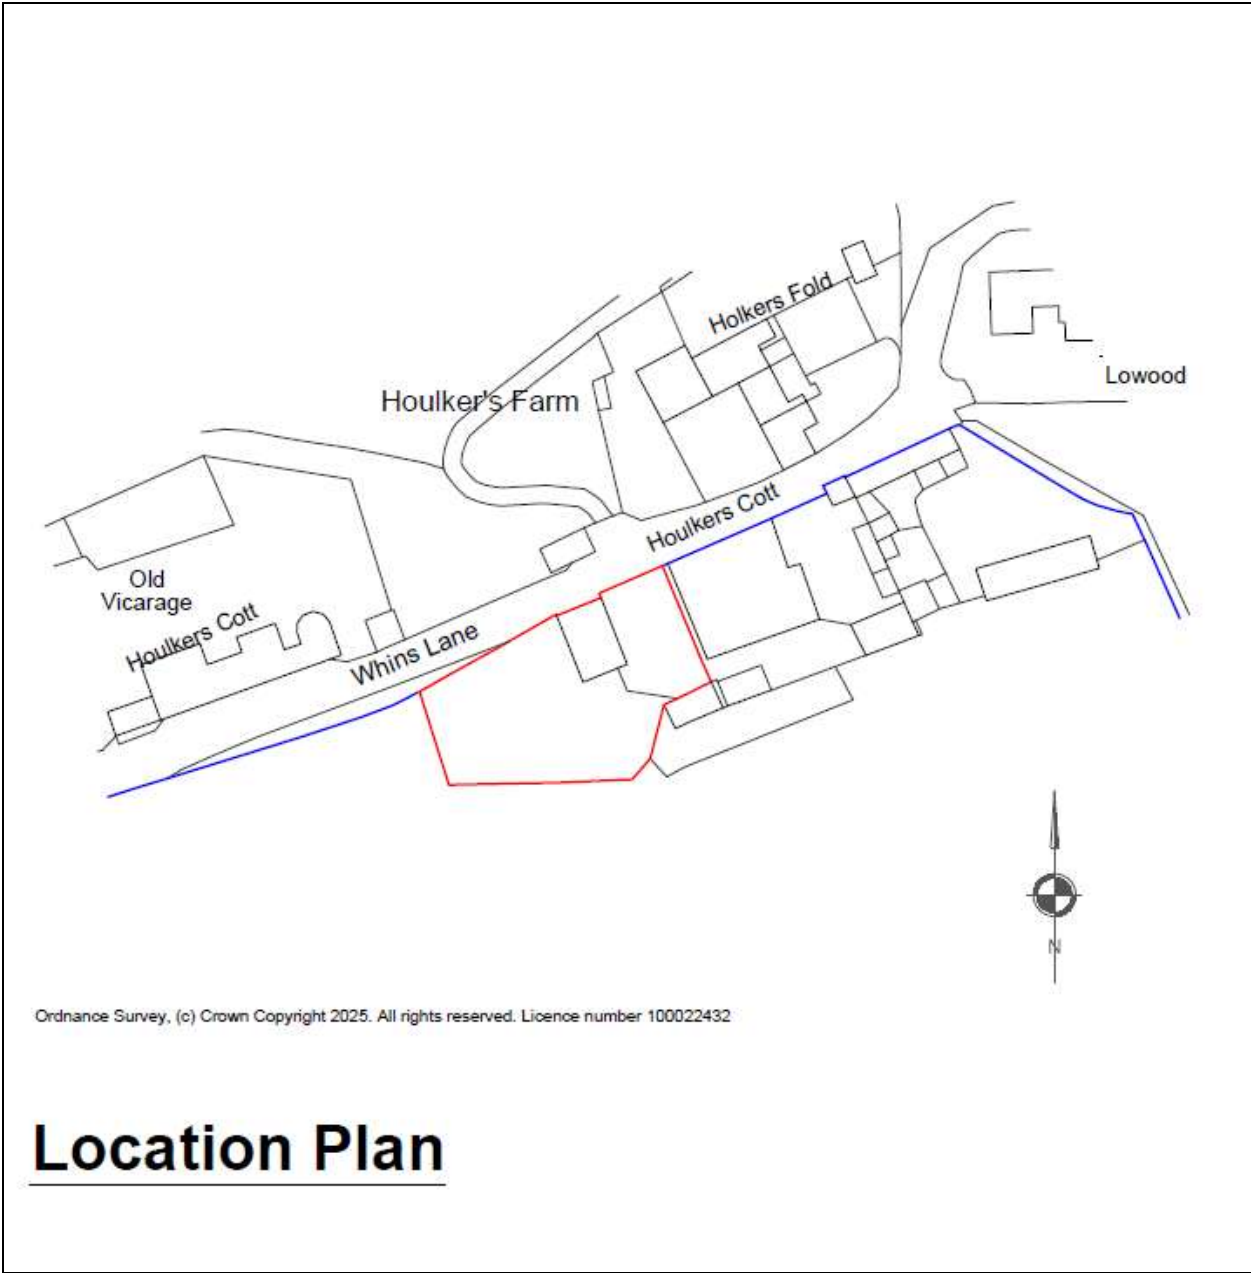 Holkers Fold
Lowood
Houlker's Farm
Houlkers Cott
Old
Vicarage
Houlkers Cott
Whins Lane
N
Ordnance Survey, (c) Crown Copyright 2025. All rights reserved. Licence number 100022432
Location Plan